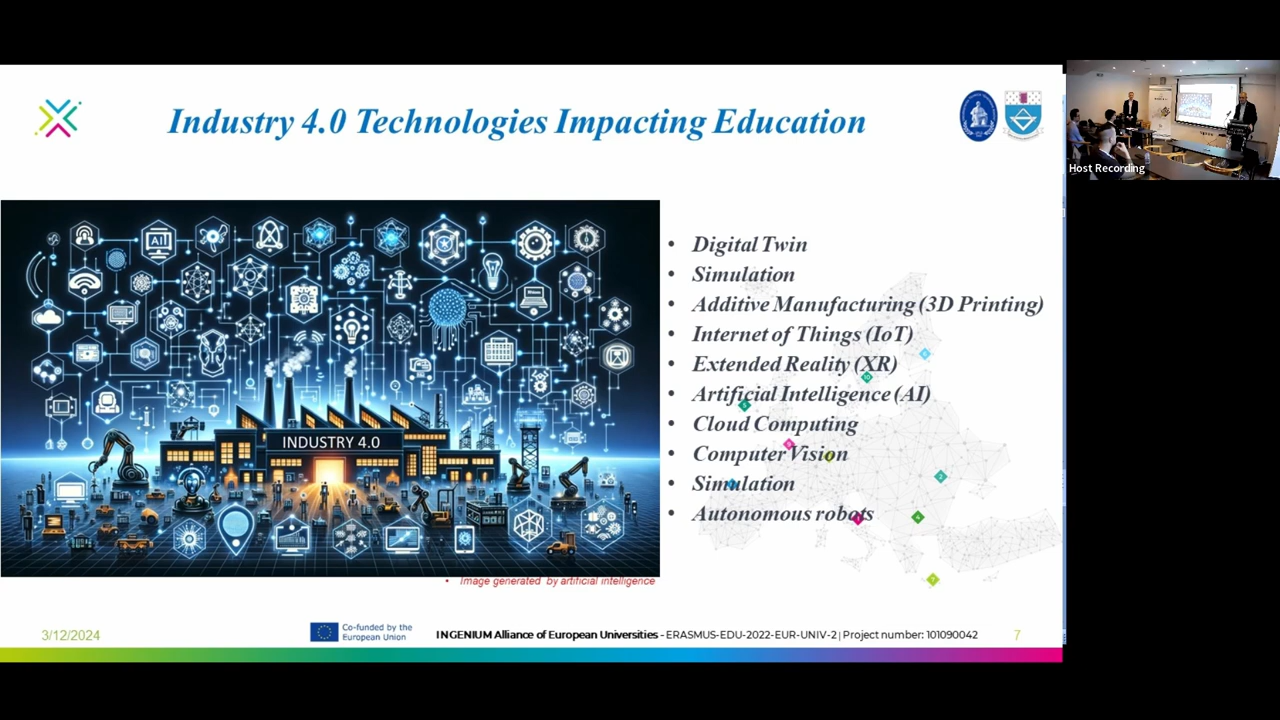 Industry 4.0 Technologies Impacting Education
Host Recording
AI
INDUSTRY 4.0
• Digital Twin
• Simulation
• Additive Manufacturing (3D Printing)
• Internet of Things (IoT)
• Extended Reality (XR)
• Artificial Intelligence (AI)
• Cloud Computing
• Computer Vision
• Simulation
• Autonomous robots
• Image generated by artificial intelligence
3/12/2024
Co-funded by the
European Union
INGENIUM Alliance of European Universities - ERASMUS-EDU-2022-EUR-UNIV-2 | Project number: 101090042
7